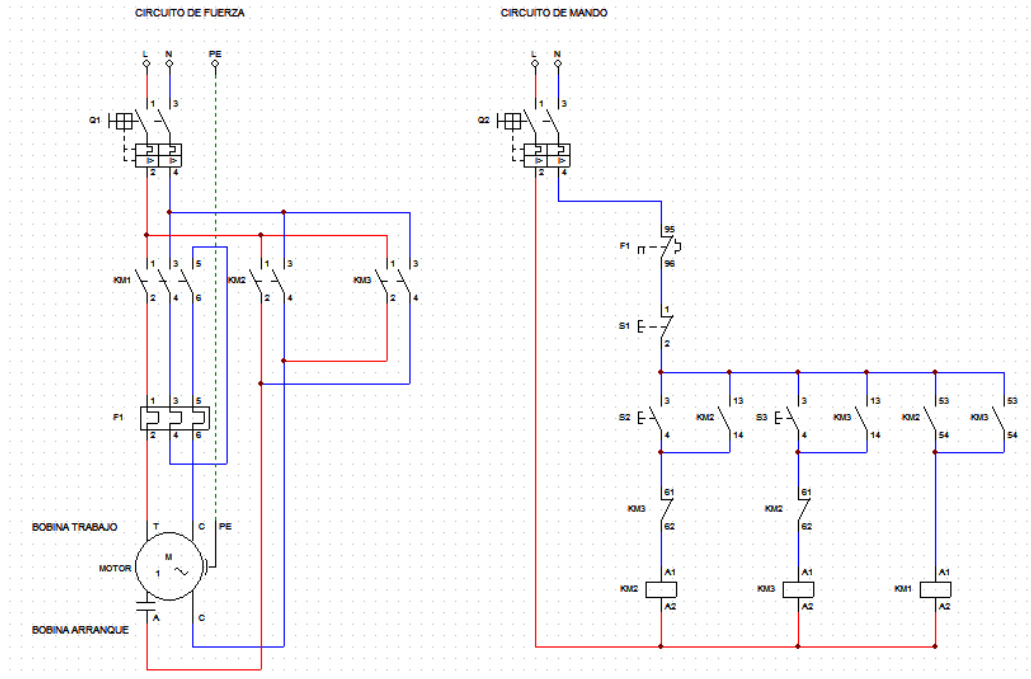 CIRCUITO DE FUERZA
CIRCUITO DE MANDO
L N PE
L N
1 3
1 3
Q1
Q2
I> I>
I> I>
2 4
2 4
95
F1
96
1 3 5 1 3 1 3
KM1 KM2 KM3
2 4 6 2 4 2 4
1
S1
2
1 3 5
F1
2 4 6
3 13 3 13 53 53
S2 KM2 S3 KM3 KM2 KM3
4 14 4 14 54 54
61 61
KM3 KM2
62 62
BOBINA TRABAJO T C PE
M
MOTOR 1
A1 A1 A1
KM2 KM3 KM1
A2 A2 A2
A C
BOBINA ARRANQUE